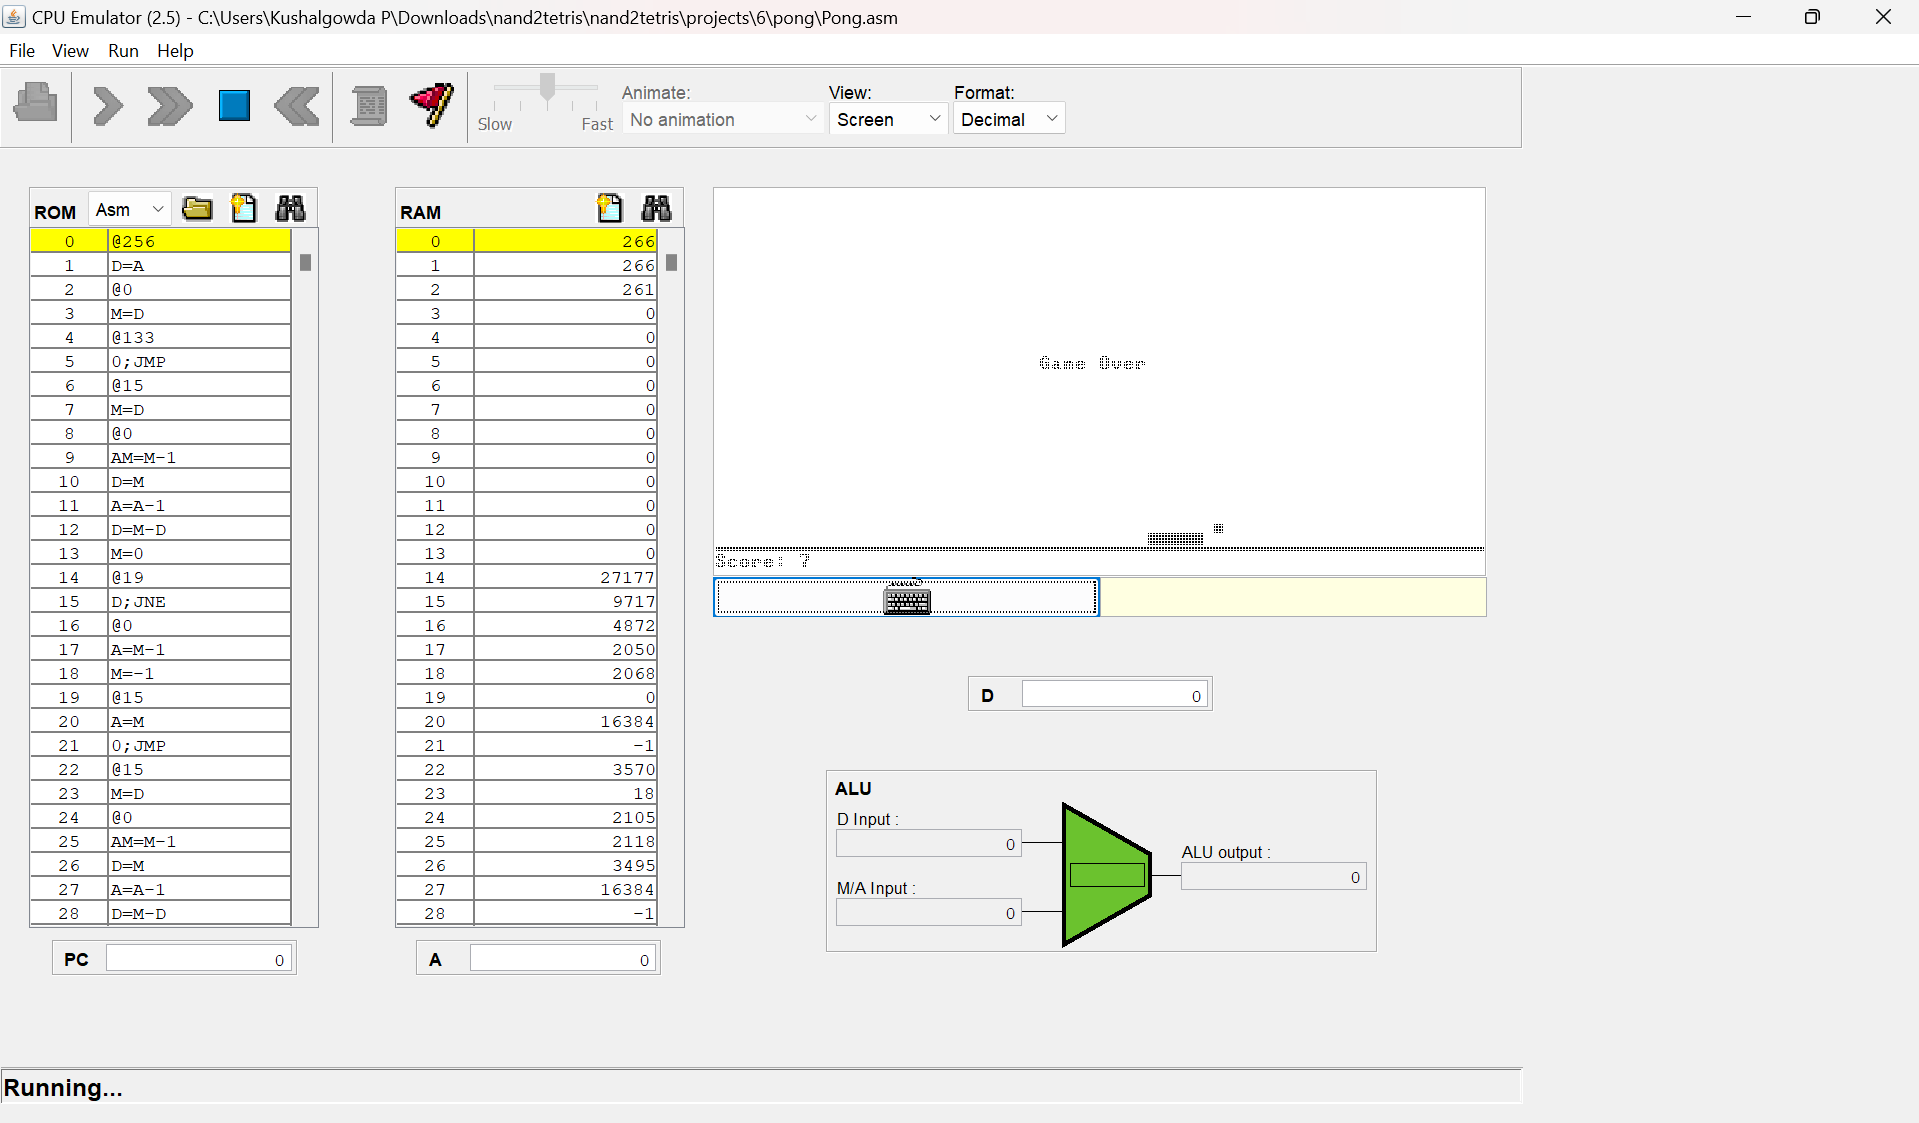 CPU Emulator (2.5) - C:\Users\Kushalgowda P\Downloads\nand2tetris\nand2tetris\projects\6\pong\Pong.asm
File View Run Help
Slow Fast
Animate:
No animation
View:
Screen
Format:
Decimal
ROM Asm
0 @256
1 D=A
2 @0
3 M=D
4 @133
5 0;JMP
6 @15
7 M=D
8 @0
9 AM=M-1
10 D=M
11 A=A-1
12 D=M-D
13 M=0
14 @19
15 D;JNE
16 @0
17 A=M-1
18 M=-1
19 @15
20 A=M
21 0;JMP
22 @15
23 M=D
24 @0
25 AM=M-1
26 D=M
27 A=A-1
28 D=M-D
PC 0
RAM
0 266
1 266
2 261
3 0
4 0
5 0
6 0
7 0
8 0
9 0
10 0
11 0
12 0
13 0
14 27177
15 9717
16 4872
17 2050
18 2068
19 0
20 16384
21 -1
22 3570
23 18
24 2105
25 2118
26 3495
27 16384
28 -1
A 0
Game Over
Score: 7
D 0
ALU
D Input :
0
M/A Input :
0
ALU output :
0
Running...